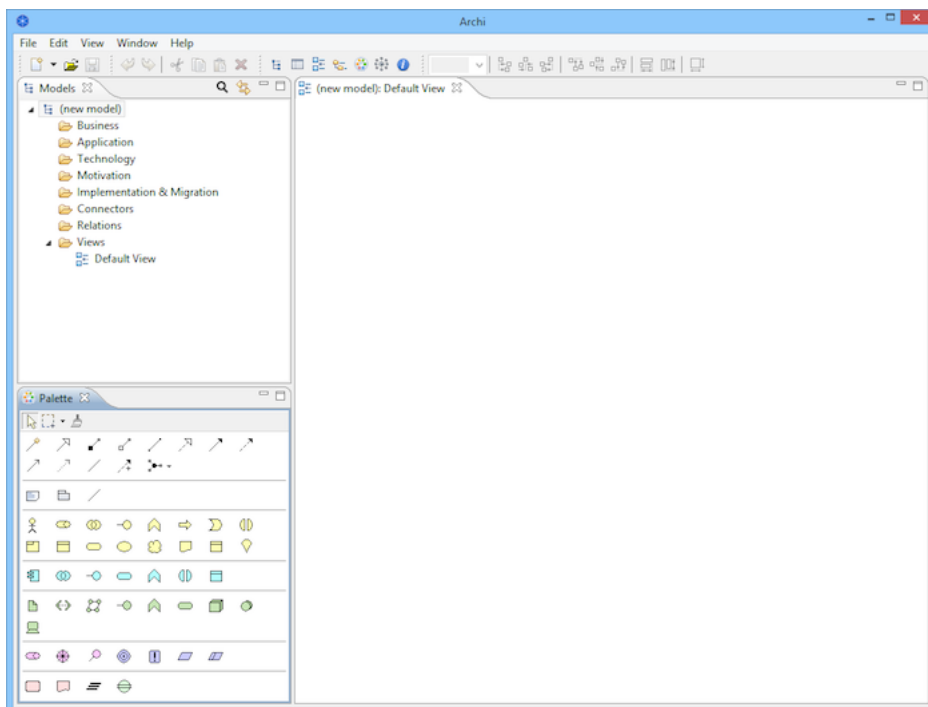 Archi
File Edit View Window Help
Models
(new model): Default View
(new model)
Business
Application
Technology
Motivation
Implementation & Migration
Connectors
Relations
Views
Default View
Palette